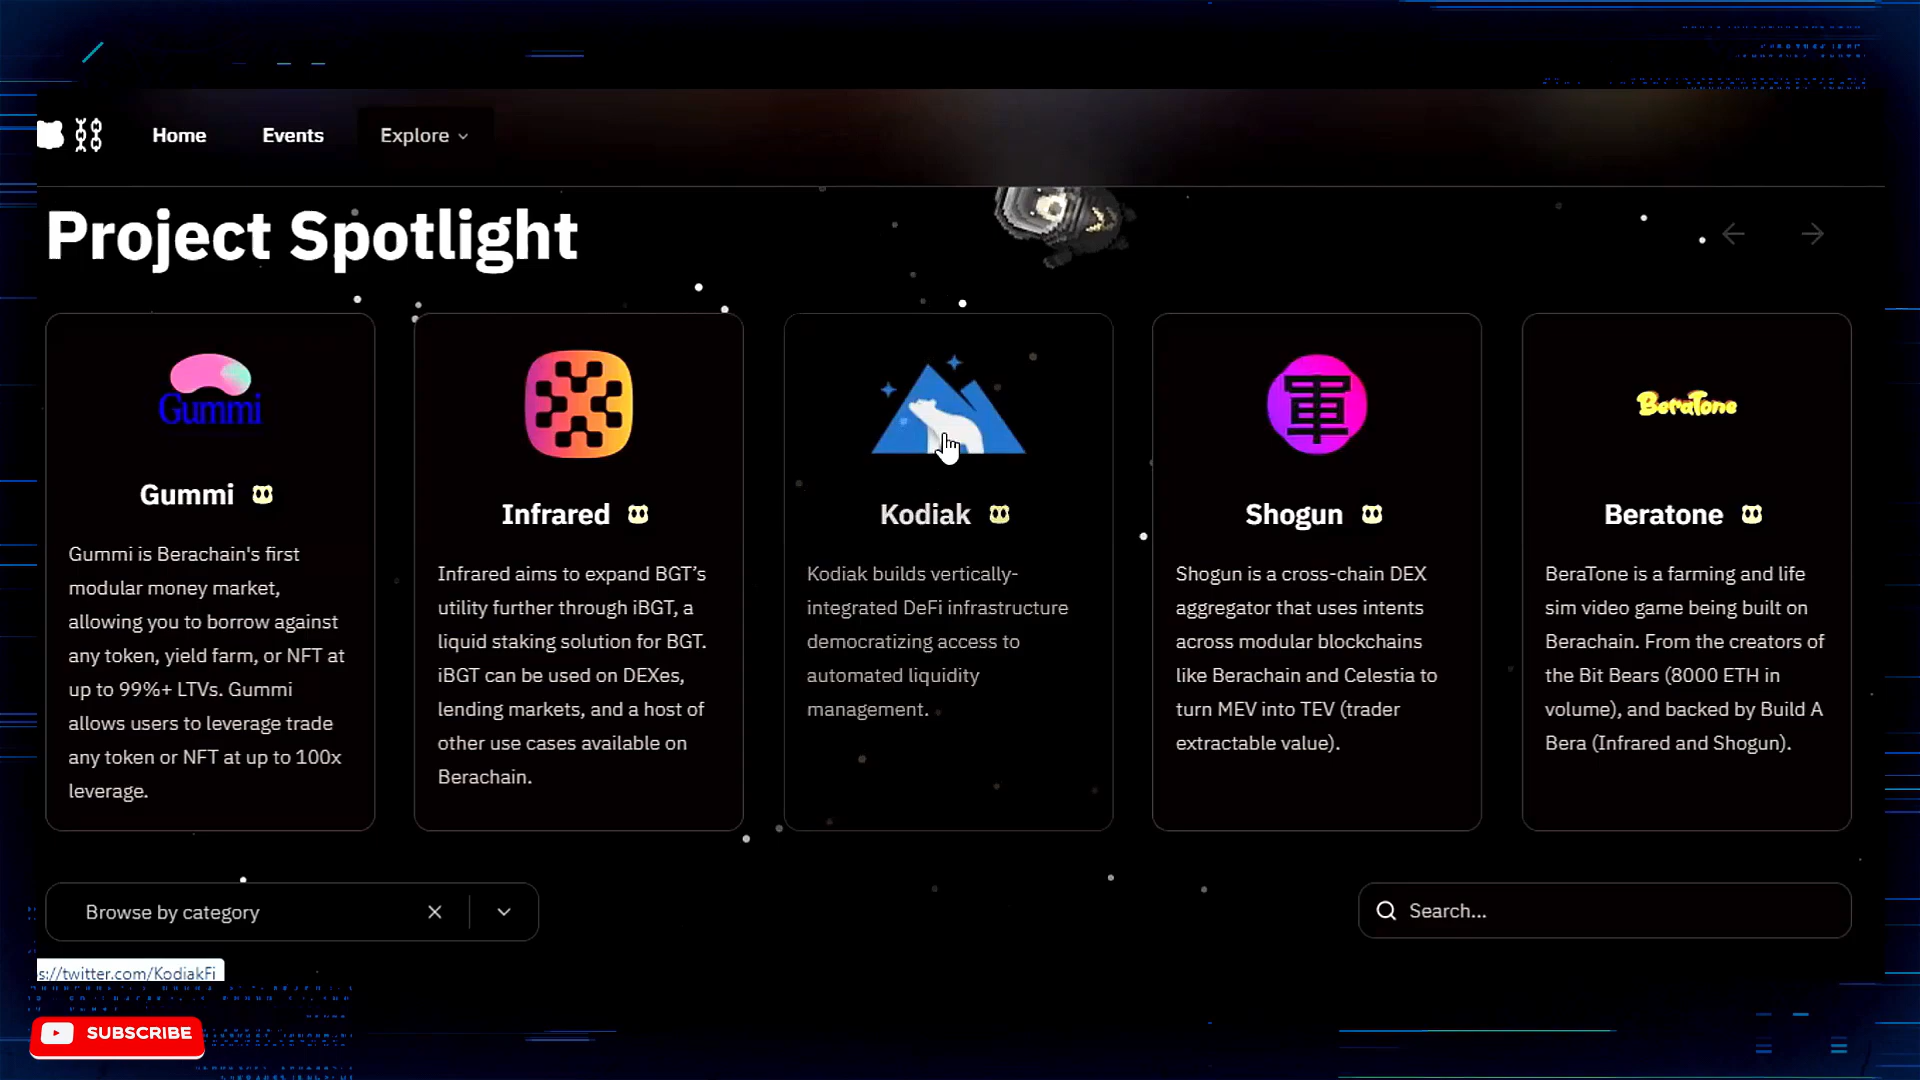 Home
Events
Explore
Project Spotlight
Gummi
Gummi
Gummi is Berachain's first
modular money market,
allowing you to borrow against
any token, yield farm, or NFT at
up to 99%+ LTVs. Gummi
allows users to leverage trade
any token or NFT at up to 100x
leverage.
Infrared
Infrared aims to expand BGT’s
utility further through iBGT, a
liquid staking solution for BGT.
iBGT can be used on DEXes,
lending markets, and a host of
other use cases available on
Berachain.
Kodiak
Kodiak builds vertically-
integrated DeFi infrastructure
democratizing access to
automated liquidity
management.
軍
Shogun
Shogun is a cross-chain DEX
aggregator that uses intents
across modular blockchains
like Berachain and Celestia to
turn MEV into TEV (trader
extractable value).
BeraTone
Beratone
BeraTone is a farming and life
sim video game being built on
Berachain. From the creators of
the Bit Bears (8000 ETH in
volume), and backed by Build A
Bera (Infrared and Shogun).
Browse by category
Search...
s://twitter.com/KodiakFi
SUBSCRIBE